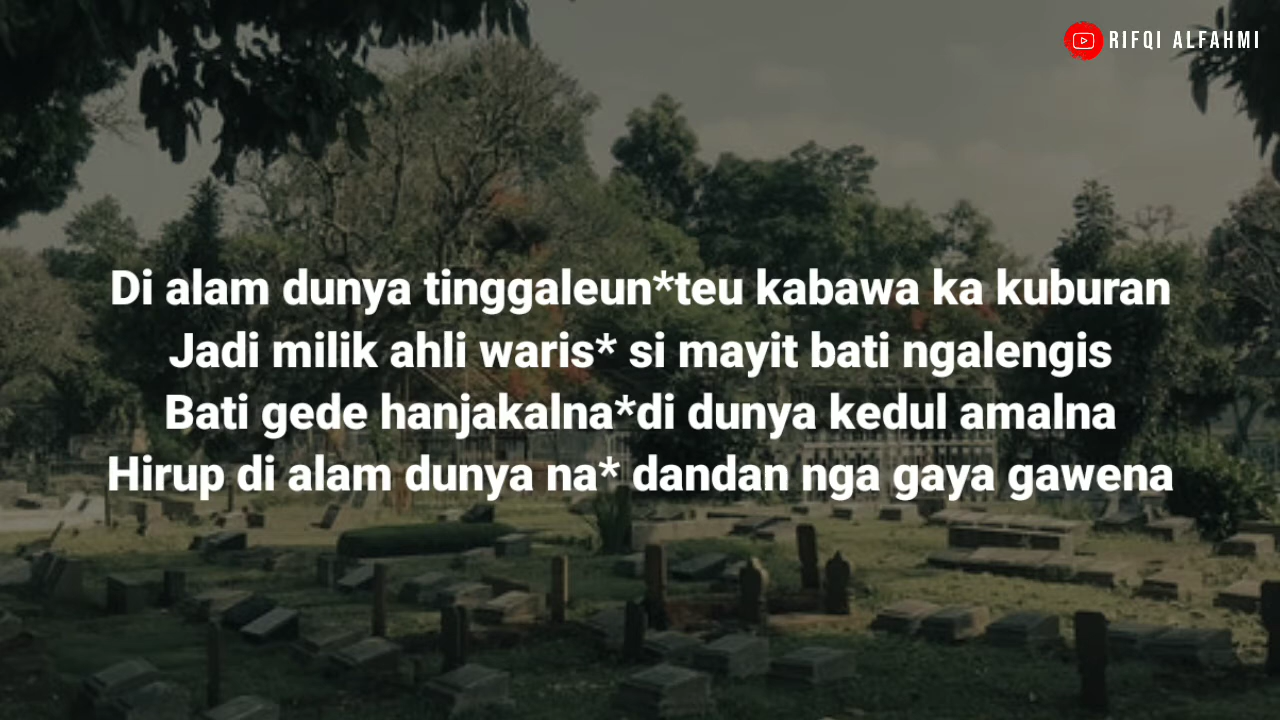 RIFQI ALFAHMI
Di alam dunya tinggaleun*teu kabawa ka kuburan
Jadi milik ahli waris* si mayit bati ngalengis
Bati gede hanjakalna*di dunya kedul amalna
Hirup di alam dunya na* dandan nga gaya gawena